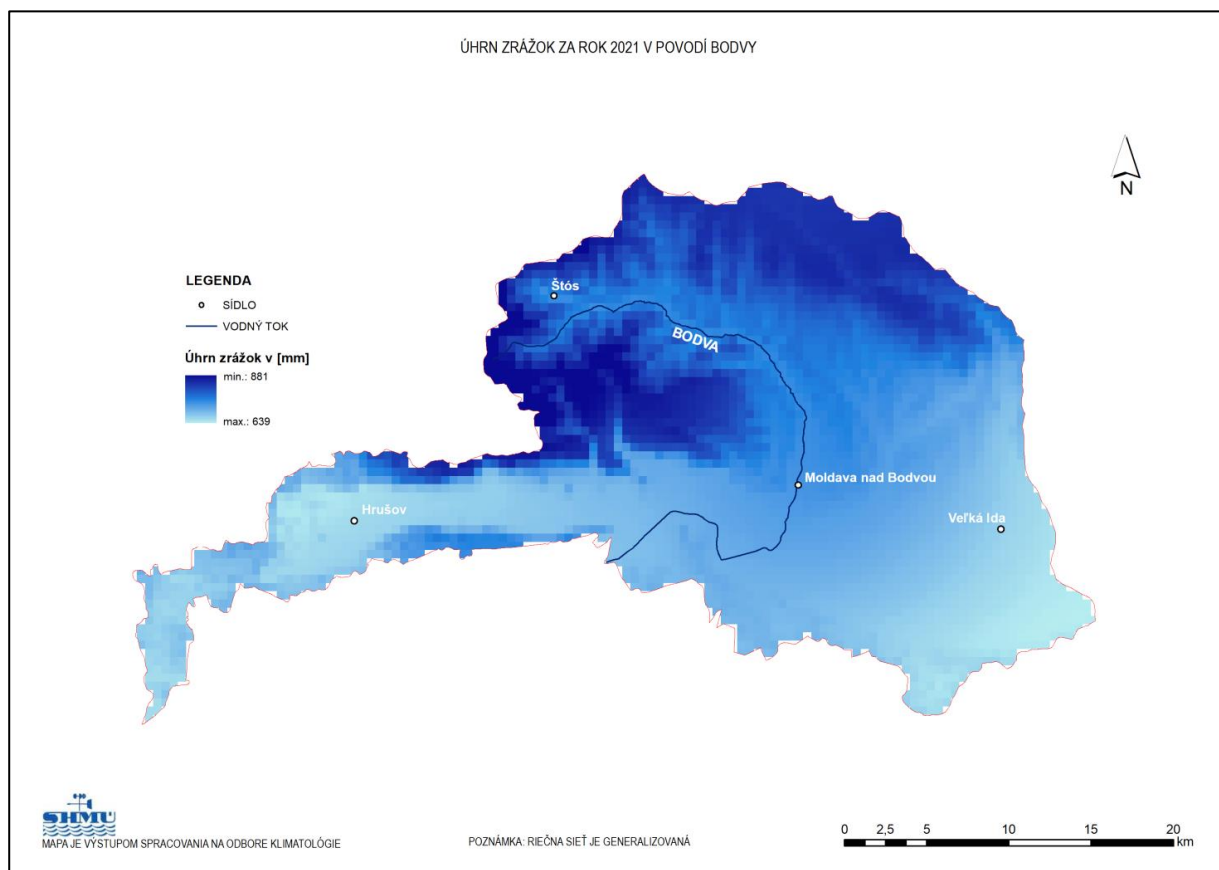 ÚHRN ZRÁŽOK ZA ROK 2021 V POVODÍ BODVY
N
LEGENDA
SÍDLO
VODNÝ TOK
Úhrn zrážok v [mm]
min.: 881
max.: 639
Štós
BODVA
Moldava nad Bodvou
Hrušov
Veľká Ida
SHMÚ
MAPA JE VÝSTUPOM SPRACOVANIA NA ODBORE KLIMATOLÓGIE
POZNÁMKA: RIEČNA SIEŤ JE GENERALIZOVANÁ
0 2,5 5 10 15 20
km